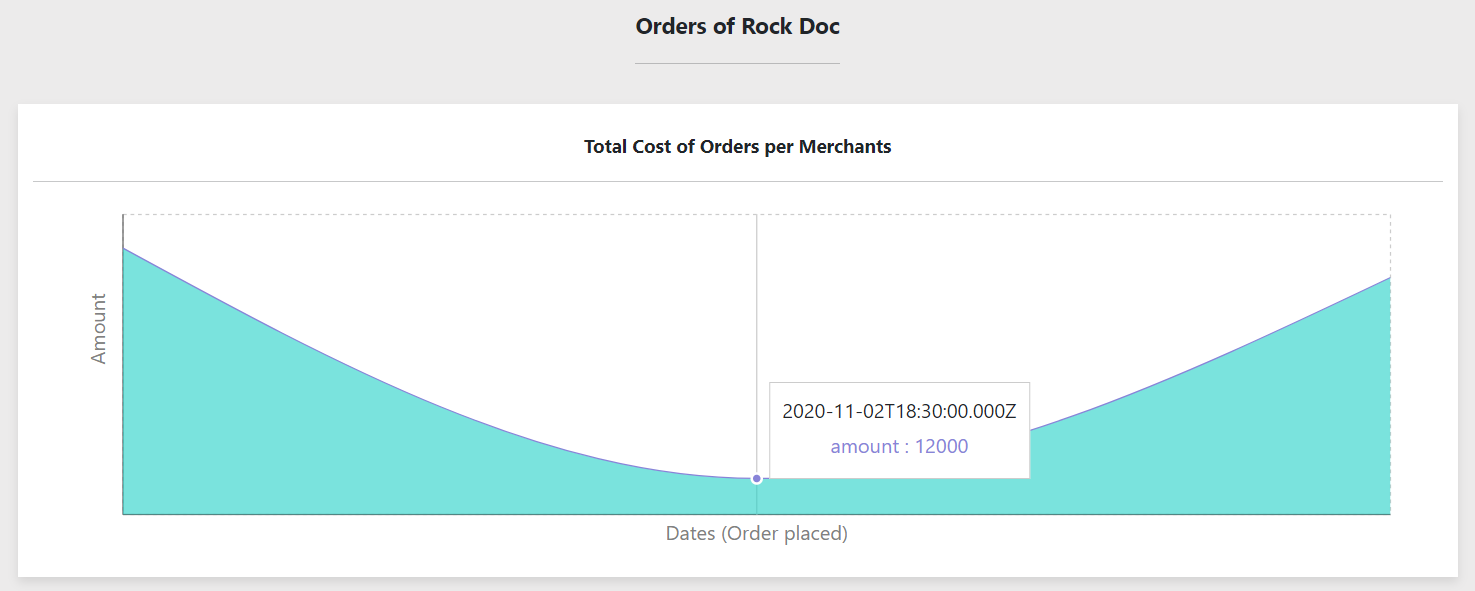 Orders of Rock Doc
Total Cost of Orders per Merchants
Amount
2020-11-02T18:30:00.000Z
amount : 12000
Dates (Order placed)